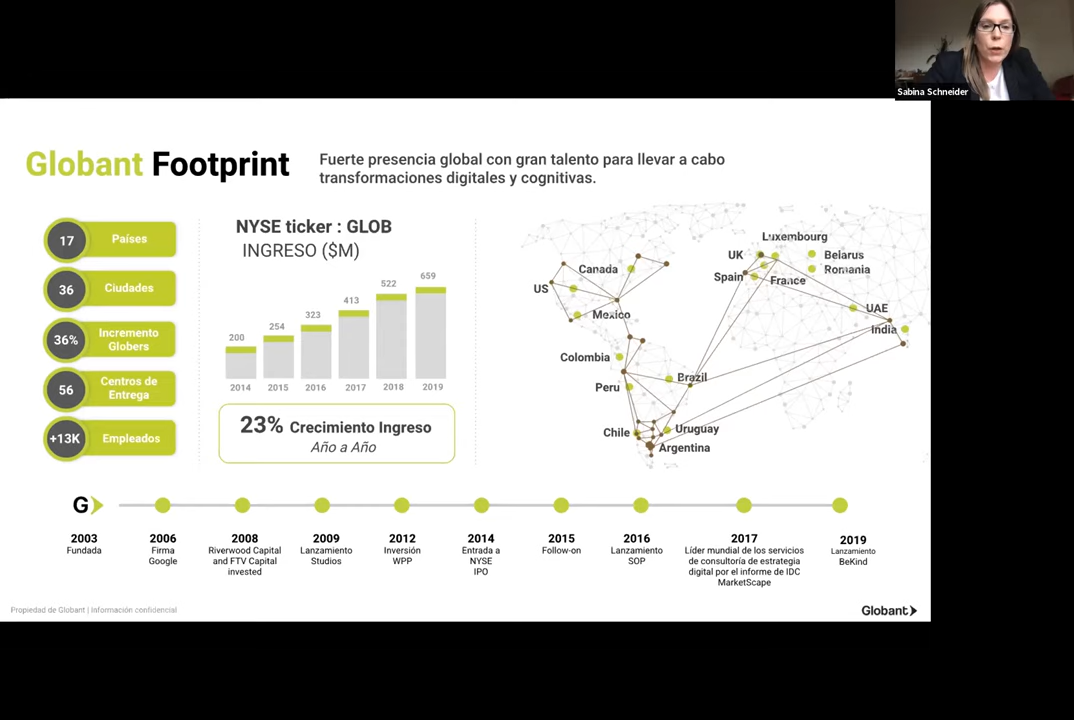 Sabina Schneider
Globant Footprint
Fuerte presencia global con gran talento para llevar a cabo
transformaciones digitales y cognitivas.
17 Países
36 Ciudades
36% Incremento
Globers
56 Centros de
Entrega
+13K Empleados
NYSE ticker : GLOB
INGRESO ($M)
200
254
323
413
522
659
2014 2015 2016 2017 2018 2019
23% Crecimiento Ingreso
Año a Año
Luxembourg
UK
Belarus
Romania
Canada
Spain
France
US
UAE
Mexico
India
Colombia
Peru
Brazil
Chile
Uruguay
Argentina
G
2003
Fundada
2006
Firma
Google
2008
Riverwood Capital
and FTV Capital
invested
2009
Lanzamiento
Studios
2012
Inversión
WPP
2014
Entrada a
NYSE
IPO
2015
Follow-on
2016
Lanzamiento
SOP
2017
Líder mundial de los servicios
de consultoría de estrategia
digital por el informe de IDC
MarketScape
2019
Lanzamiento
BeKind
Propiedad de Globant | Información confidencial
Globant